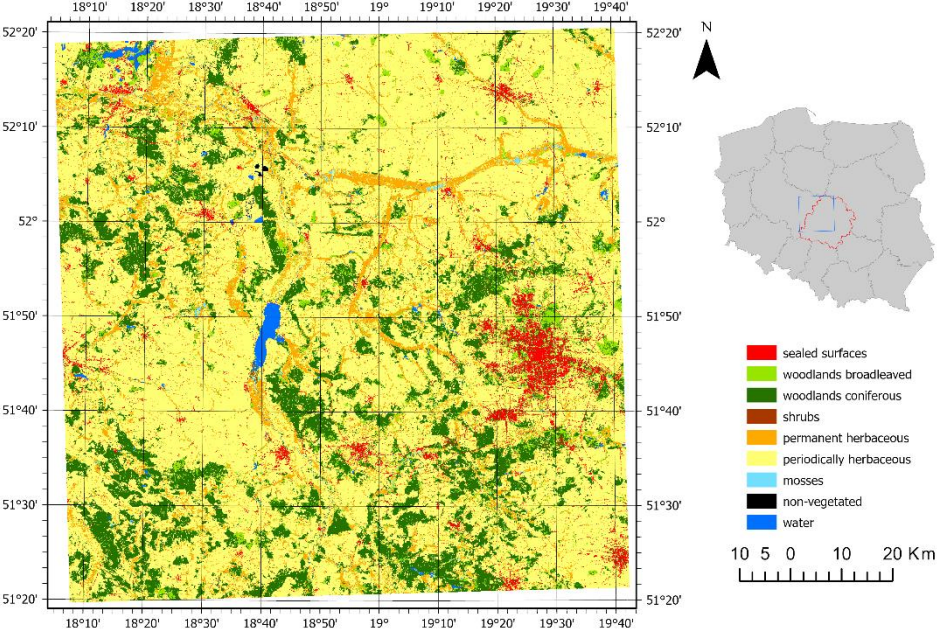 18°10' 18°20' 18°30' 18°40' 18°50' 19° 19°10' 19°20' 19°30' 19°40'
52°20' 52°20'
52°10' 52°10'
52° 52°
51°50' 51°50'
51°40' 51°40'
51°30' 51°30'
51°20' 51°20'
18°10' 18°20' 18°30' 18°40' 18°50' 19° 19°10' 19°20' 19°30' 19°40'
N
sealed surfaces
woodlands broadleaved
woodlands coniferous
shrubs
permanent herbaceous
periodically herbaceous
mosses
non-vegetated
water
10 5 0 10 20 Km